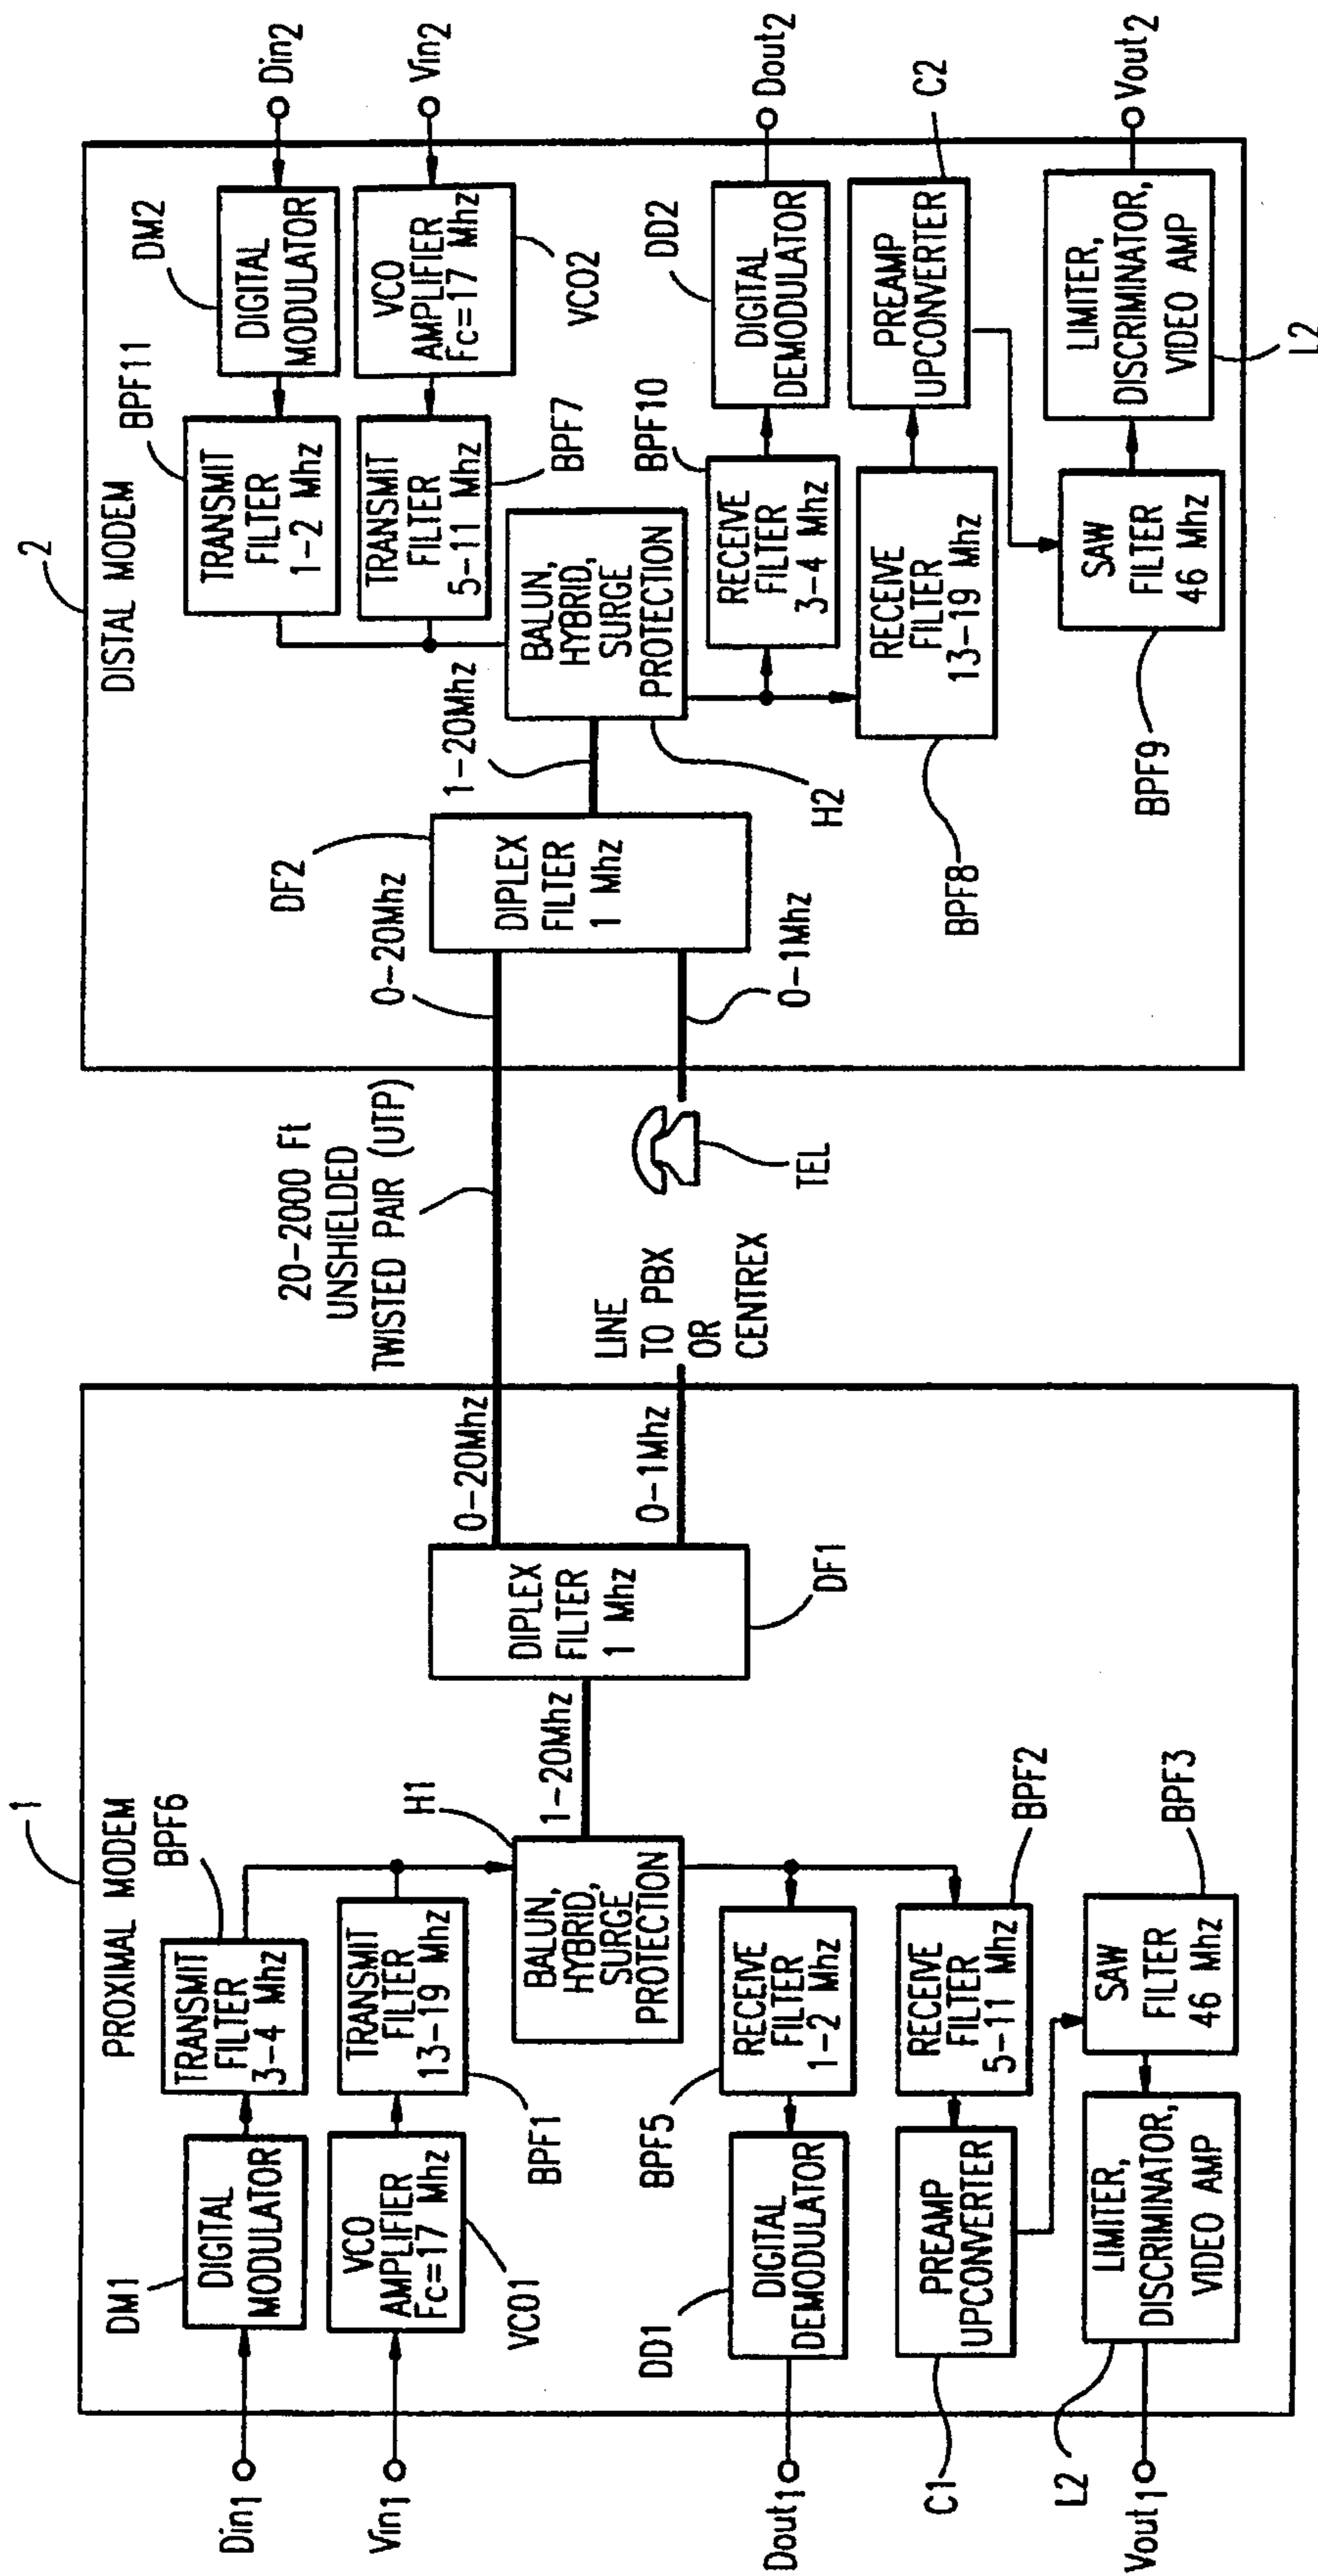 1
PROXIMAL MODEM
Din1
DM1
DIGITAL
MODULATOR
TRANSMIT
FILTER
3-4 Mhz
BPF6
Vin1
VCO
AMPLIFIER
Fc=17 Mhz
VCO1
TRANSMIT
FILTER
13-19 Mhz
BPF1
H1
BALUN,
HYBRID,
SURGE
PROTECTION
1-20Mhz
DIPLEX
FILTER
1 Mhz
DF1
0-20Mhz
0-1Mhz
Dout1
DD1
DIGITAL
DEMODULATOR
BPF5
RECEIVE
FILTER
1-2 Mhz
C1
PREAMP
UPCONVERTER
RECEIVE
FILTER
5-11 Mhz
BPF2
Vout1
L2
LIMITER,
DISCRIMINATOR,
VIDEO AMP
SAW
FILTER
46 Mhz
BPF3
20-2000 Ft
UNSHIELDED
TWISTED PAIR (UTP)
LINE
TO PBX
OR
CENTREX
TEL
2
DISTAL MODEM
0-20Mhz
0-1Mhz
DF2
DIPLEX
FILTER
1 Mhz
1-20Mhz
BALUN,
HYBRID,
SURGE
PROTECTION
H2
BPF11
TRANSMIT
FILTER
1-2 Mhz
DM2
DIGITAL
MODULATOR
Din2
TRANSMIT
FILTER
5-11 Mhz
BPF7
VCO
AMPLIFIER
Fc=17 Mhz
VCO2
Vin2
BPF10
RECEIVE
FILTER
3-4 Mhz
DD2
DIGITAL
DEMODULATOR
Dout2
RECEIVE
FILTER
13-19 Mhz
BPF8
PREAMP
UPCONVERTER
C2
SAW
FILTER
46 Mhz
BPF9
LIMITER,
DISCRIMINATOR,
VIDEO AMP
L2
Vout2